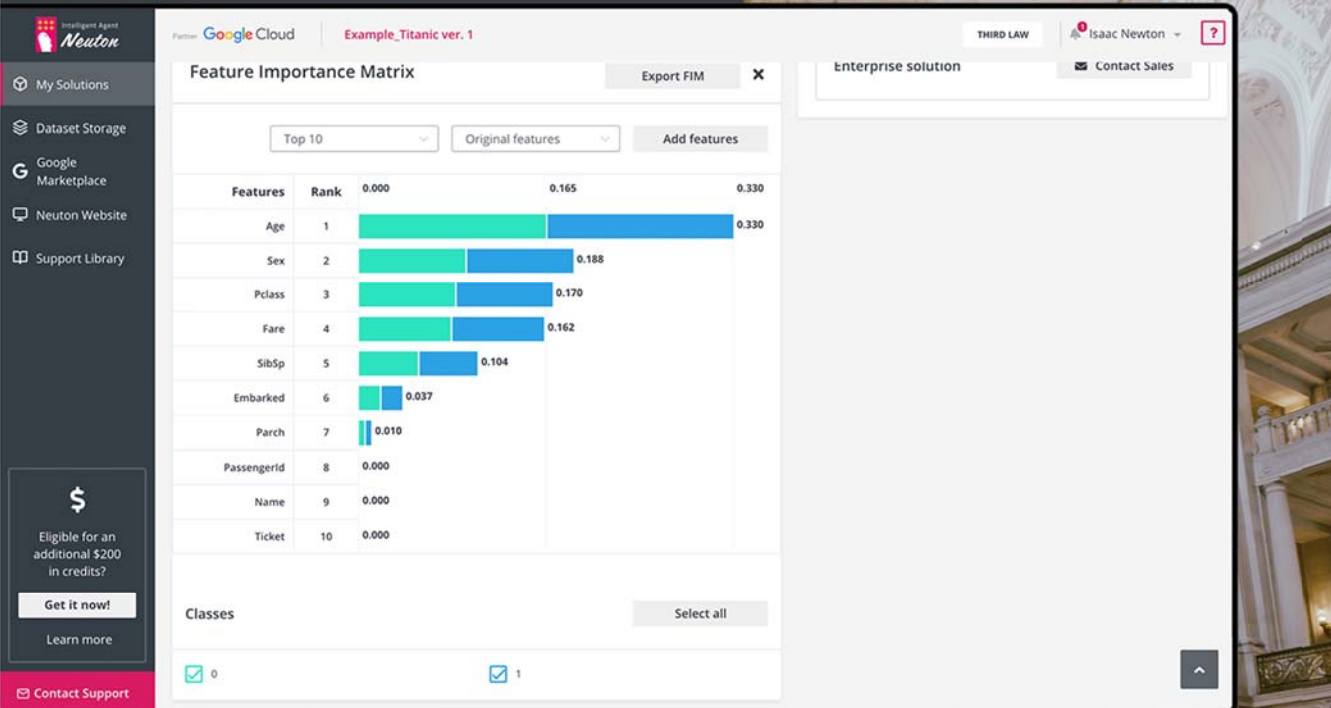 Intelligent Agent
Neuton
Partner Google Cloud
Example_Titanic ver. 1
THIRD LAW
1
Isaac Newton
?
My Solutions
Dataset Storage
Google
Marketplace
Neuton Website
Support Library
$
Eligible for an
additional $200
in credits?
Get it now!
Learn more
Contact Support
Feature Importance Matrix
Export FIM
Top 10
Original features
Add features
Features Rank 0.000 0.165 0.330
Age 1 0.330
Sex 2 0.188
Pclass 3 0.170
Fare 4 0.162
SibSp 5 0.104
Embarked 6 0.037
Parch 7 0.010
PassengerId 8 0.000
Name 9 0.000
Ticket 10 0.000
Classes
Select all
0
1
Enterprise solution
Contact Sales